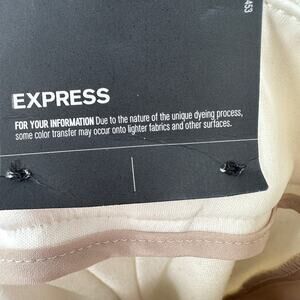 453
EXPRESS
FOR YOUR INFORMATION Due to the nature of the unique dyeing process,
some color transfer may occur onto lighter fabrics and other surfaces.